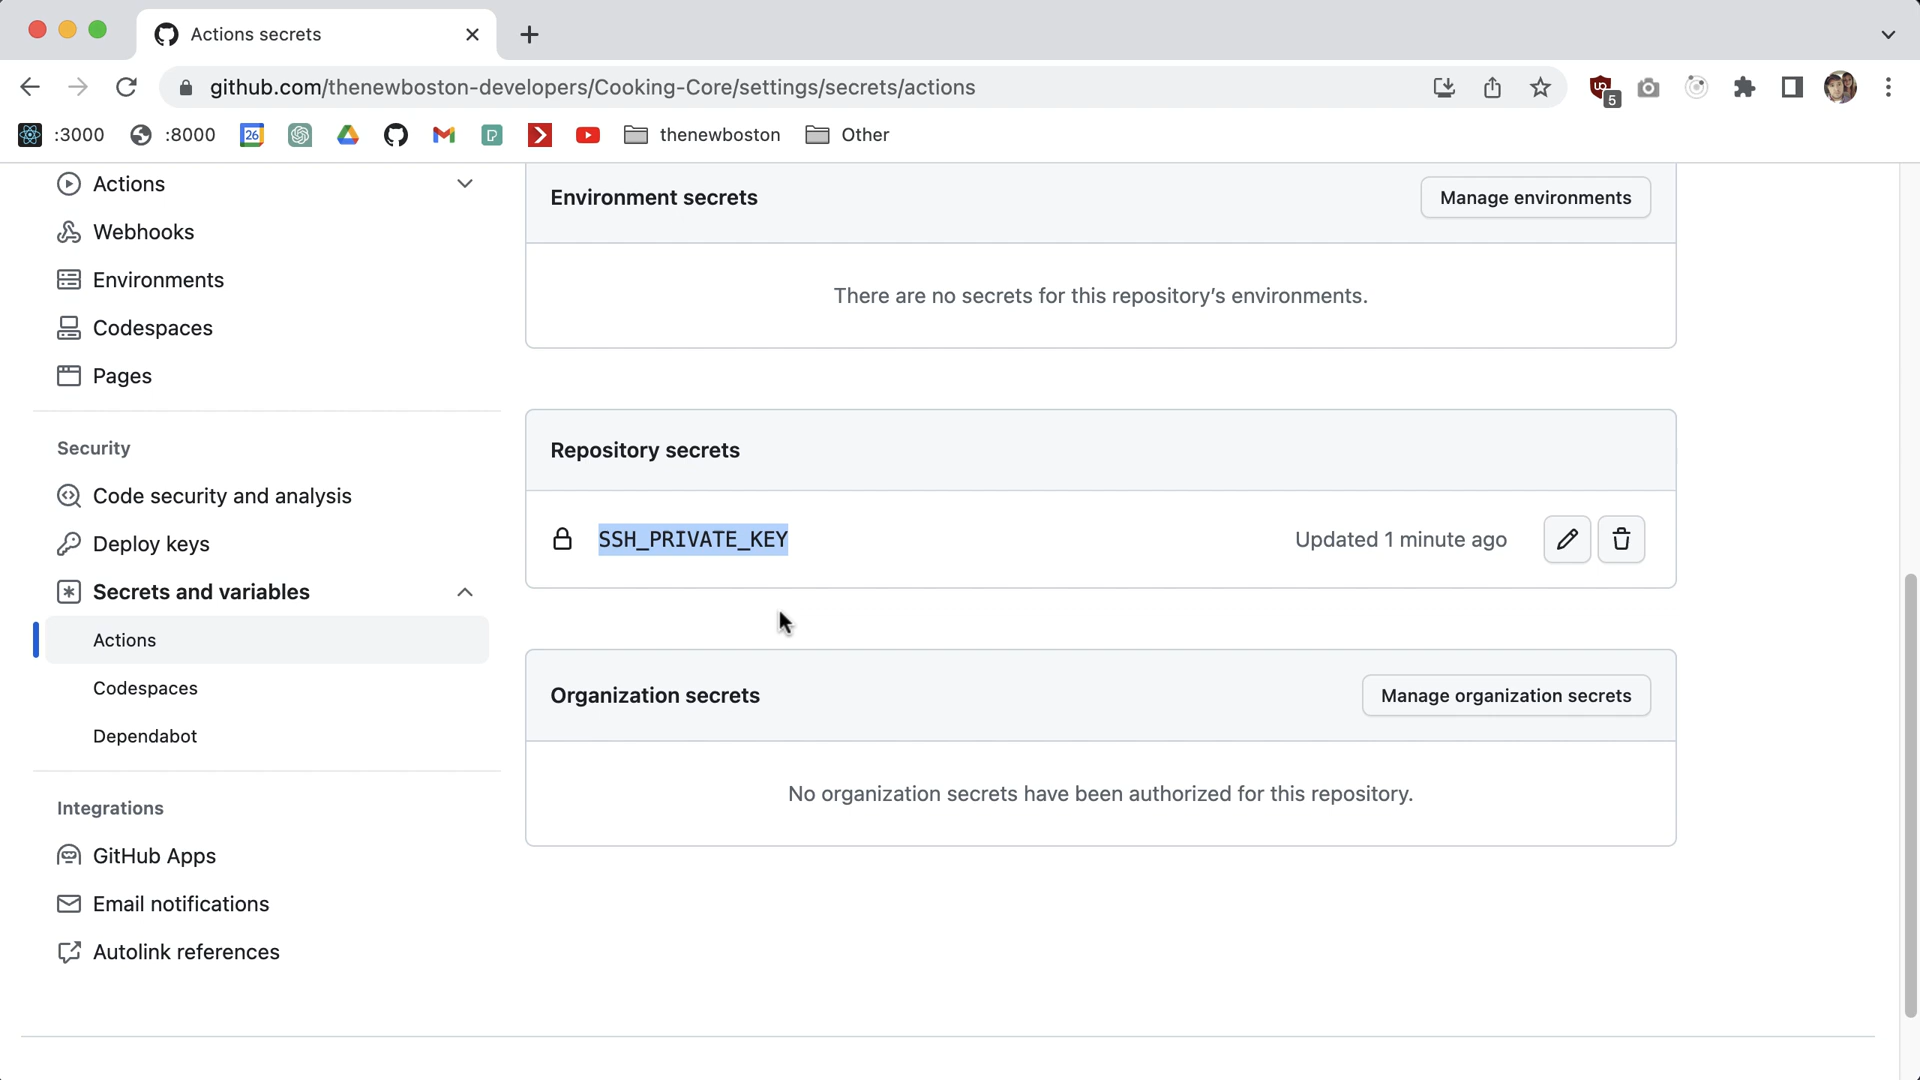 Actions secrets
github.com/thenewboston-developers/Cooking-Core/settings/secrets/actions
5
:3000 :8000 26 thenewboston Other
Actions
Webhooks
Environments
Codespaces
Pages
Security
Code security and analysis
Deploy keys
Secrets and variables
Actions
Codespaces
Dependabot
Integrations
GitHub Apps
Email notifications
Autolink references
Environment secrets
Manage environments
There are no secrets for this repository’s environments.
Repository secrets
SSH_PRIVATE_KEY Updated 1 minute ago
Organization secrets
Manage organization secrets
No organization secrets have been authorized for this repository.